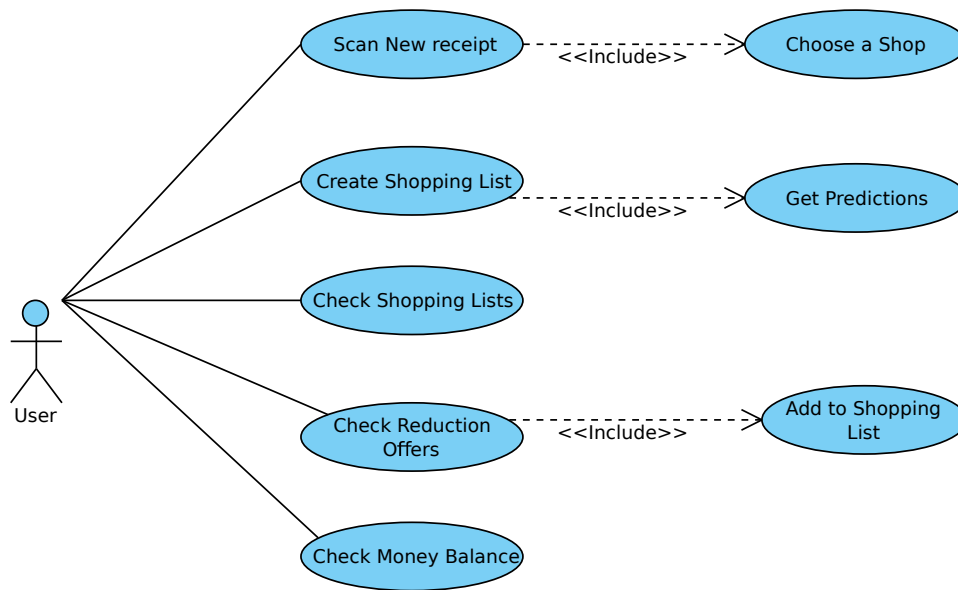 Scan New receipt
<<Include>>
Choose a Shop
Create Shopping List
<<Include>>
Get Predictions
Check Shopping Lists
User
Check Reduction
Offers
<<Include>>
Add to Shopping
List
Check Money Balance